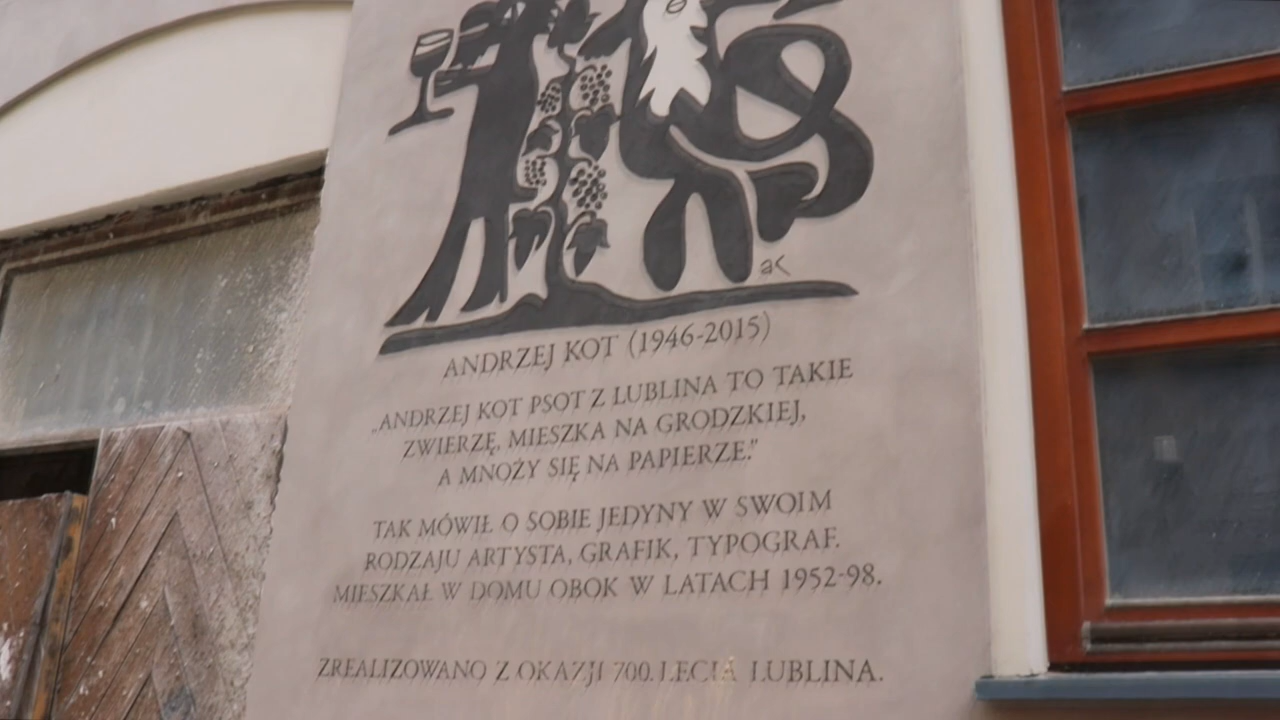 aK
ANDRZEJ KOT (1946-2015)
„ANDRZEJ KOT PSOT Z LUBLINA TO TAKIE
ZWIERZĘ, MIESZKA NA GRODZKIEJ,
A MNOŻY SIĘ NA PAPIERZE.”
TAK MÓWIŁ O SOBIE JEDYNY W SWOIM
RODZAJU ARTYSTA, GRAFIK, TYPOGRAF.
MIESZKAŁ W DOMU OBOK W LATACH 1952-98.
ZREALIZOWANO Z OKAZJI 700.LECIA LUBLINA.